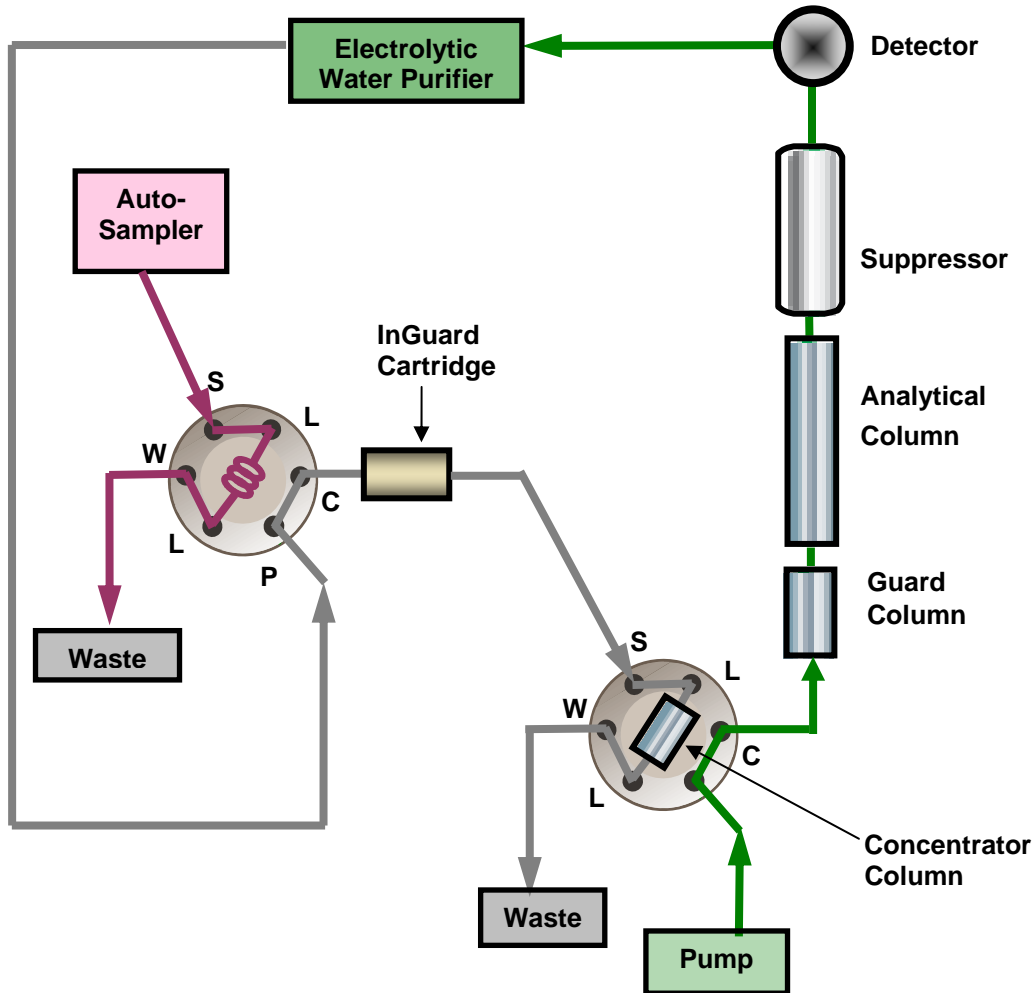 Electrolytic
Water Purifier
Detector
Auto-
Sampler
Suppressor
InGuard
Cartridge
Analytical
Column
S
L
W
C
L
P
Guard
Column
Waste
S
L
W
C
L
Concentrator
Column
Waste
Pump